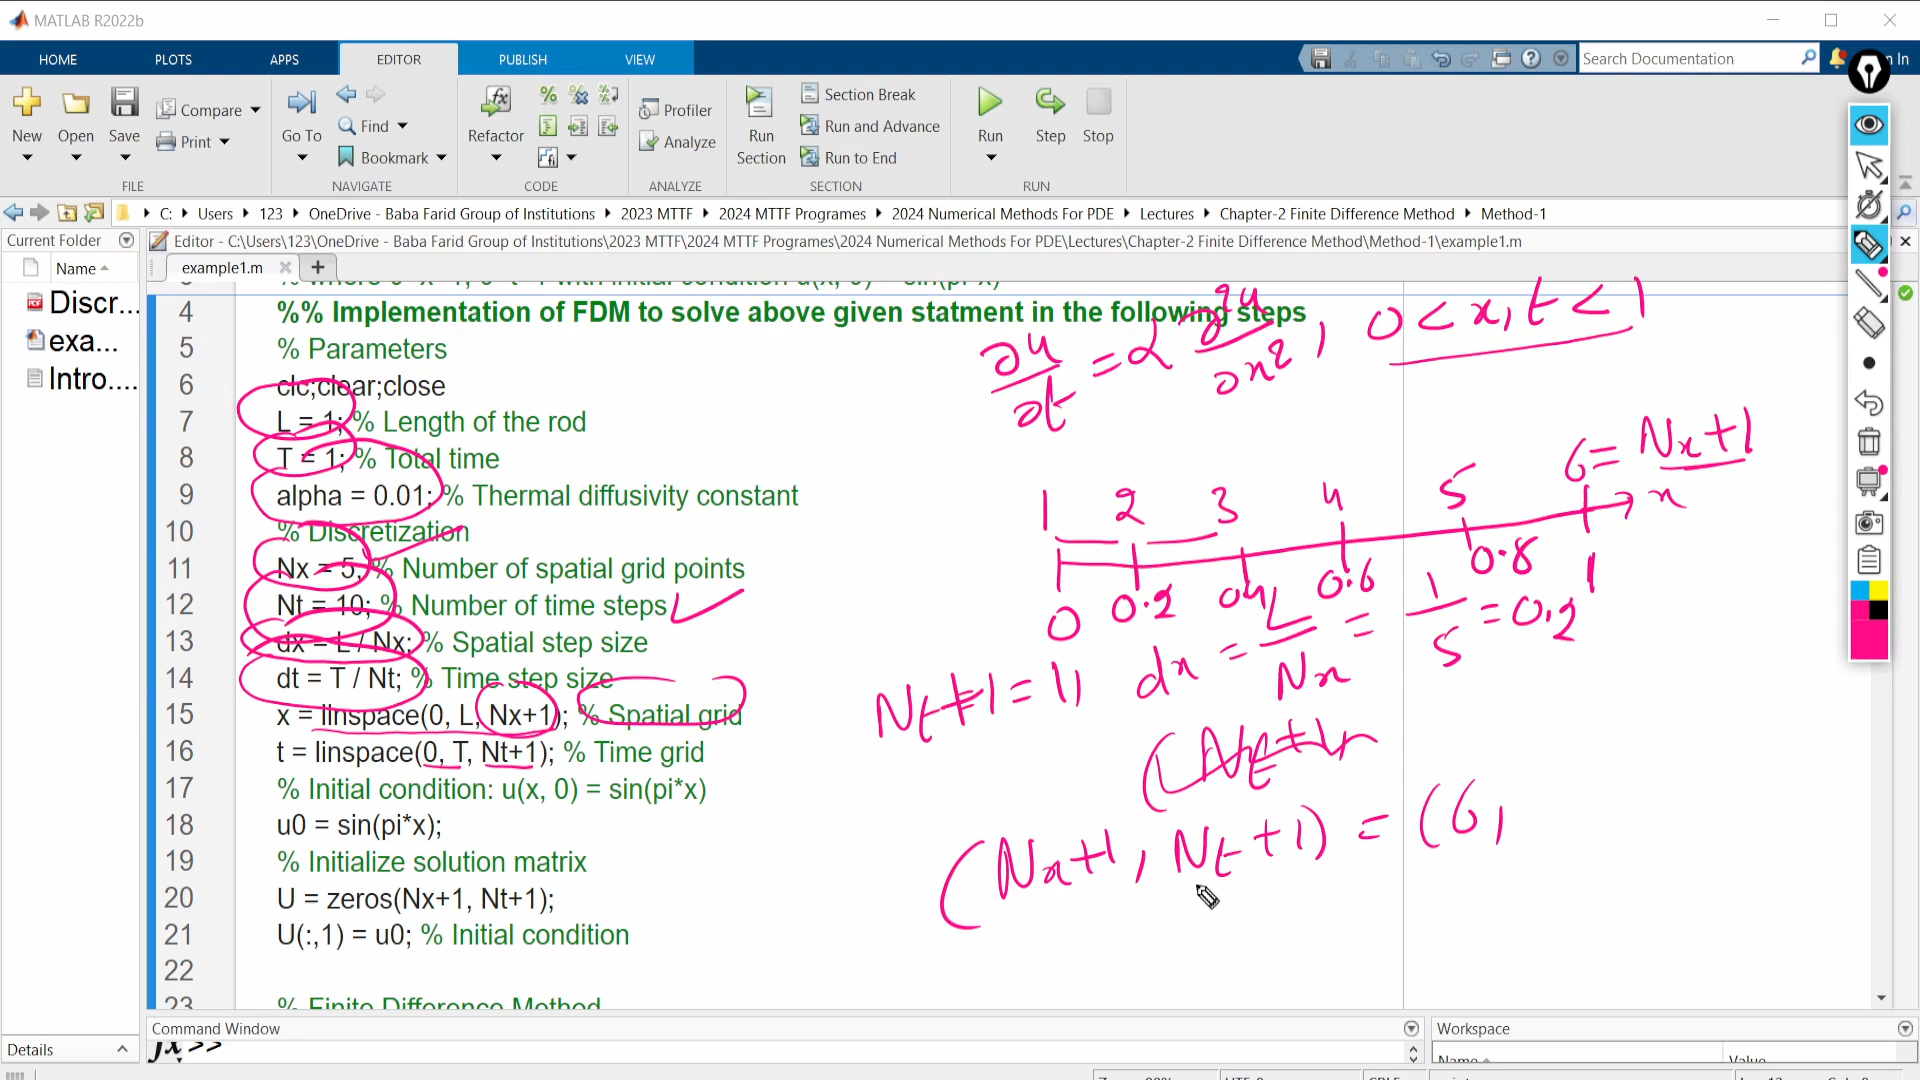 MATLAB R2022b
HOME PLOTS APPS EDITOR PUBLISH VIEW Search Documentation n In
New Open Save Compare Print Go To Find Bookmark Refactor Profiler Analyze Run Section Section Break Run and Advance Run to End Run Step Stop
FILE NAVIGATE CODE ANALYZE SECTION RUN
C: Users 123 OneDrive - Baba Farid Group of Institutions 2023 MTTF 2024 MTTF Programes 2024 Numerical Methods For PDE Lectures Chapter-2 Finite Difference Method Method-1
Current Folder
Editor - C:\Users\123\OneDrive - Baba Farid Group of Institutions\2023 MTTF\2024 MTTF Programes\2024 Numerical Methods For PDE\Lectures\Chapter-2 Finite Difference Method\Method-1\example1.m
Name
example1.m
Discr...
exa...
Intro....
4 %% Implementation of FDM to solve above given statment in the following steps
5 % Parameters
6 clc;clear;close
7 L = 1; % Length of the rod
8 T = 1; % Total time
9 alpha = 0.01; % Thermal diffusivity constant
10 % Discretization
11 Nx = 5; % Number of spatial grid points
12 Nt = 10; % Number of time steps
13 dx = L / Nx; % Spatial step size
14 dt = T / Nt; % Time step size
15 x = linspace(0, L, Nx+1); % Spatial grid
16 t = linspace(0, T, Nt+1); % Time grid
17 % Initial condition: u(x, 0) = sin(pi*x)
18 u0 = sin(pi*x);
19 % Initialize solution matrix
20 U = zeros(Nx+1, Nt+1);
21 U(:,1) = u0; % Initial condition
22
23 % Finite Difference Method
∂u/∂t = α ∂²u/∂x², 0 < x, t < 1
1 2 3 4 5 6 = Nx+1
x
0 0.2 0.4 0.6 0.8 1
dx = L/Nx = 1/5 = 0.2
Nt+1 = 11
(Nx+1, Nt+1) = (6,
Command Window
Workspace
fx >>
Details
Name Value